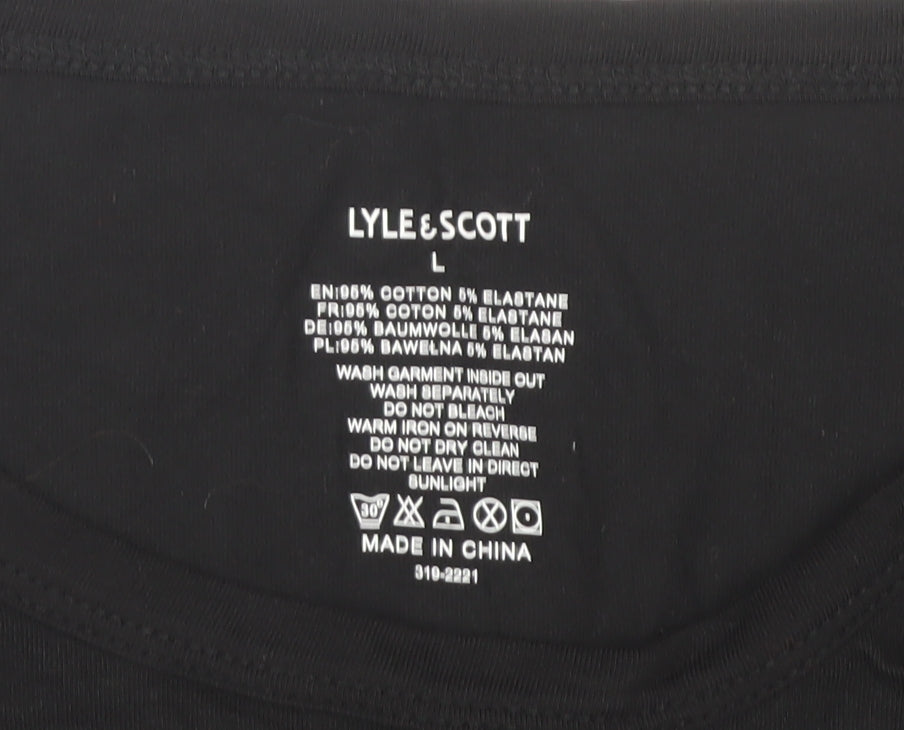 LYLE & SCOTT
L
EN:95% COTTON 5% ELASTANE
FR:95% COTON 5% ELASTANE
DE:95% BAUMWOLLE 5% ELASAN
PL:95% BAWEŁNA 5% ELASTAN
WASH GARMENT INSIDE OUT
WASH SEPARATELY
DO NOT BLEACH
WARM IRON ON REVERSE
DO NOT DRY CLEAN
DO NOT LEAVE IN DIRECT
SUNLIGHT
30°
MADE IN CHINA
319-2221